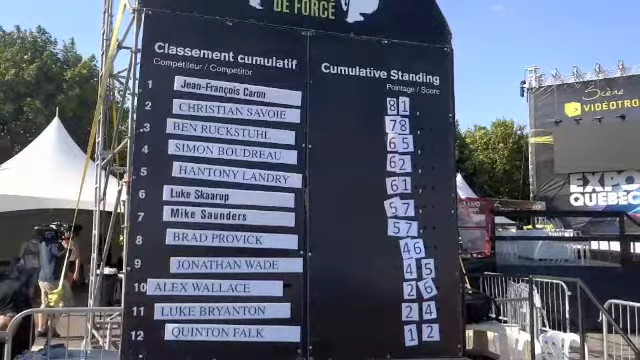 DE FORCE
Classement cumulatif
Cumulative Standing
Compétiteur / Competitor
Pointage / Score
1 Jean-François Caron 81
2 CHRISTIAN SAVOIE 78
3 BEN RUCKSTUHL 65
4 SIMON BOUDREAU 62
5 HANTONY LANDRY 61
6 Luke Skaarup 57
7 Mike Saunders 57
8 BRAD PROVICK 46
9 JONATHAN WADE 45
10 ALEX WALLACE 26
11 LUKE BRYANTON 24
12 QUINTON FALK 12
Scène
VIDÉOTRO
EXPO
QUÉBEC